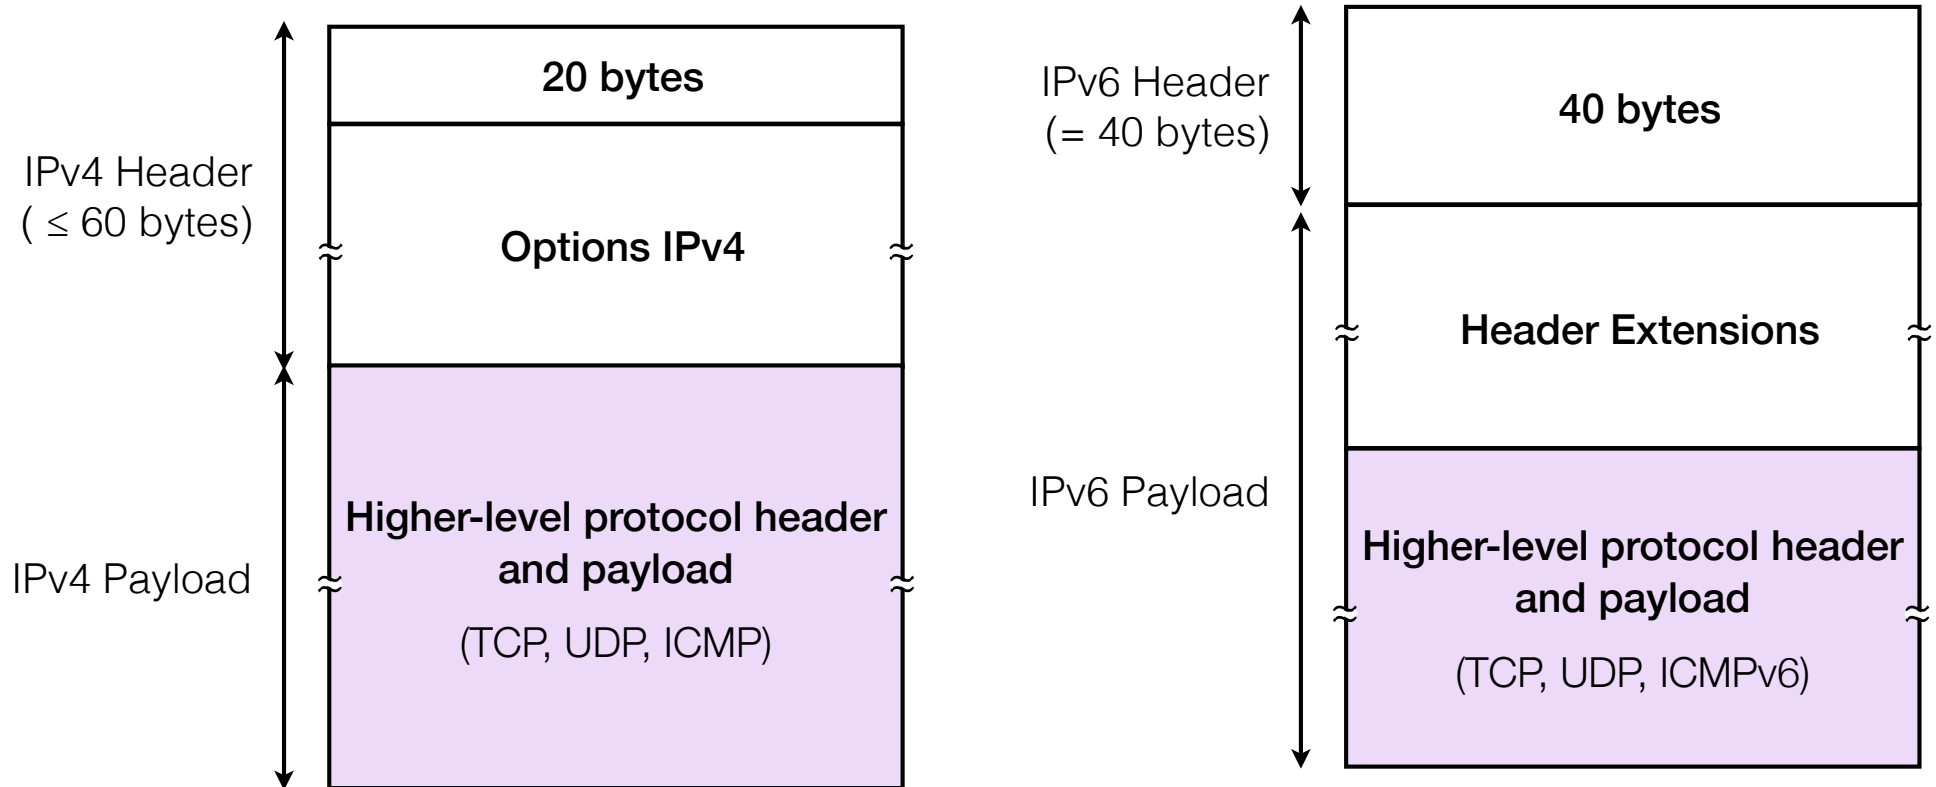 20 bytes
IPv4 Header
( ≤ 60 bytes)
Options IPv4
Higher-level protocol header
and payload
(TCP, UDP, ICMP)
IPv4 Payload
IPv6 Header
(= 40 bytes)
40 bytes
Header Extensions
IPv6 Payload
Higher-level protocol header
and payload
(TCP, UDP, ICMPv6)